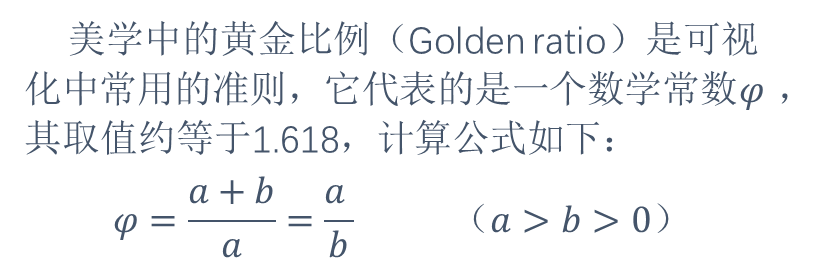 美学中的黄金比例（Golden ratio）是可视
化中常用的准则，它代表的是一个数学常数φ，
其取值约等于1.618，计算公式如下：
φ = (a + b)/a = a/b （a > b > 0）